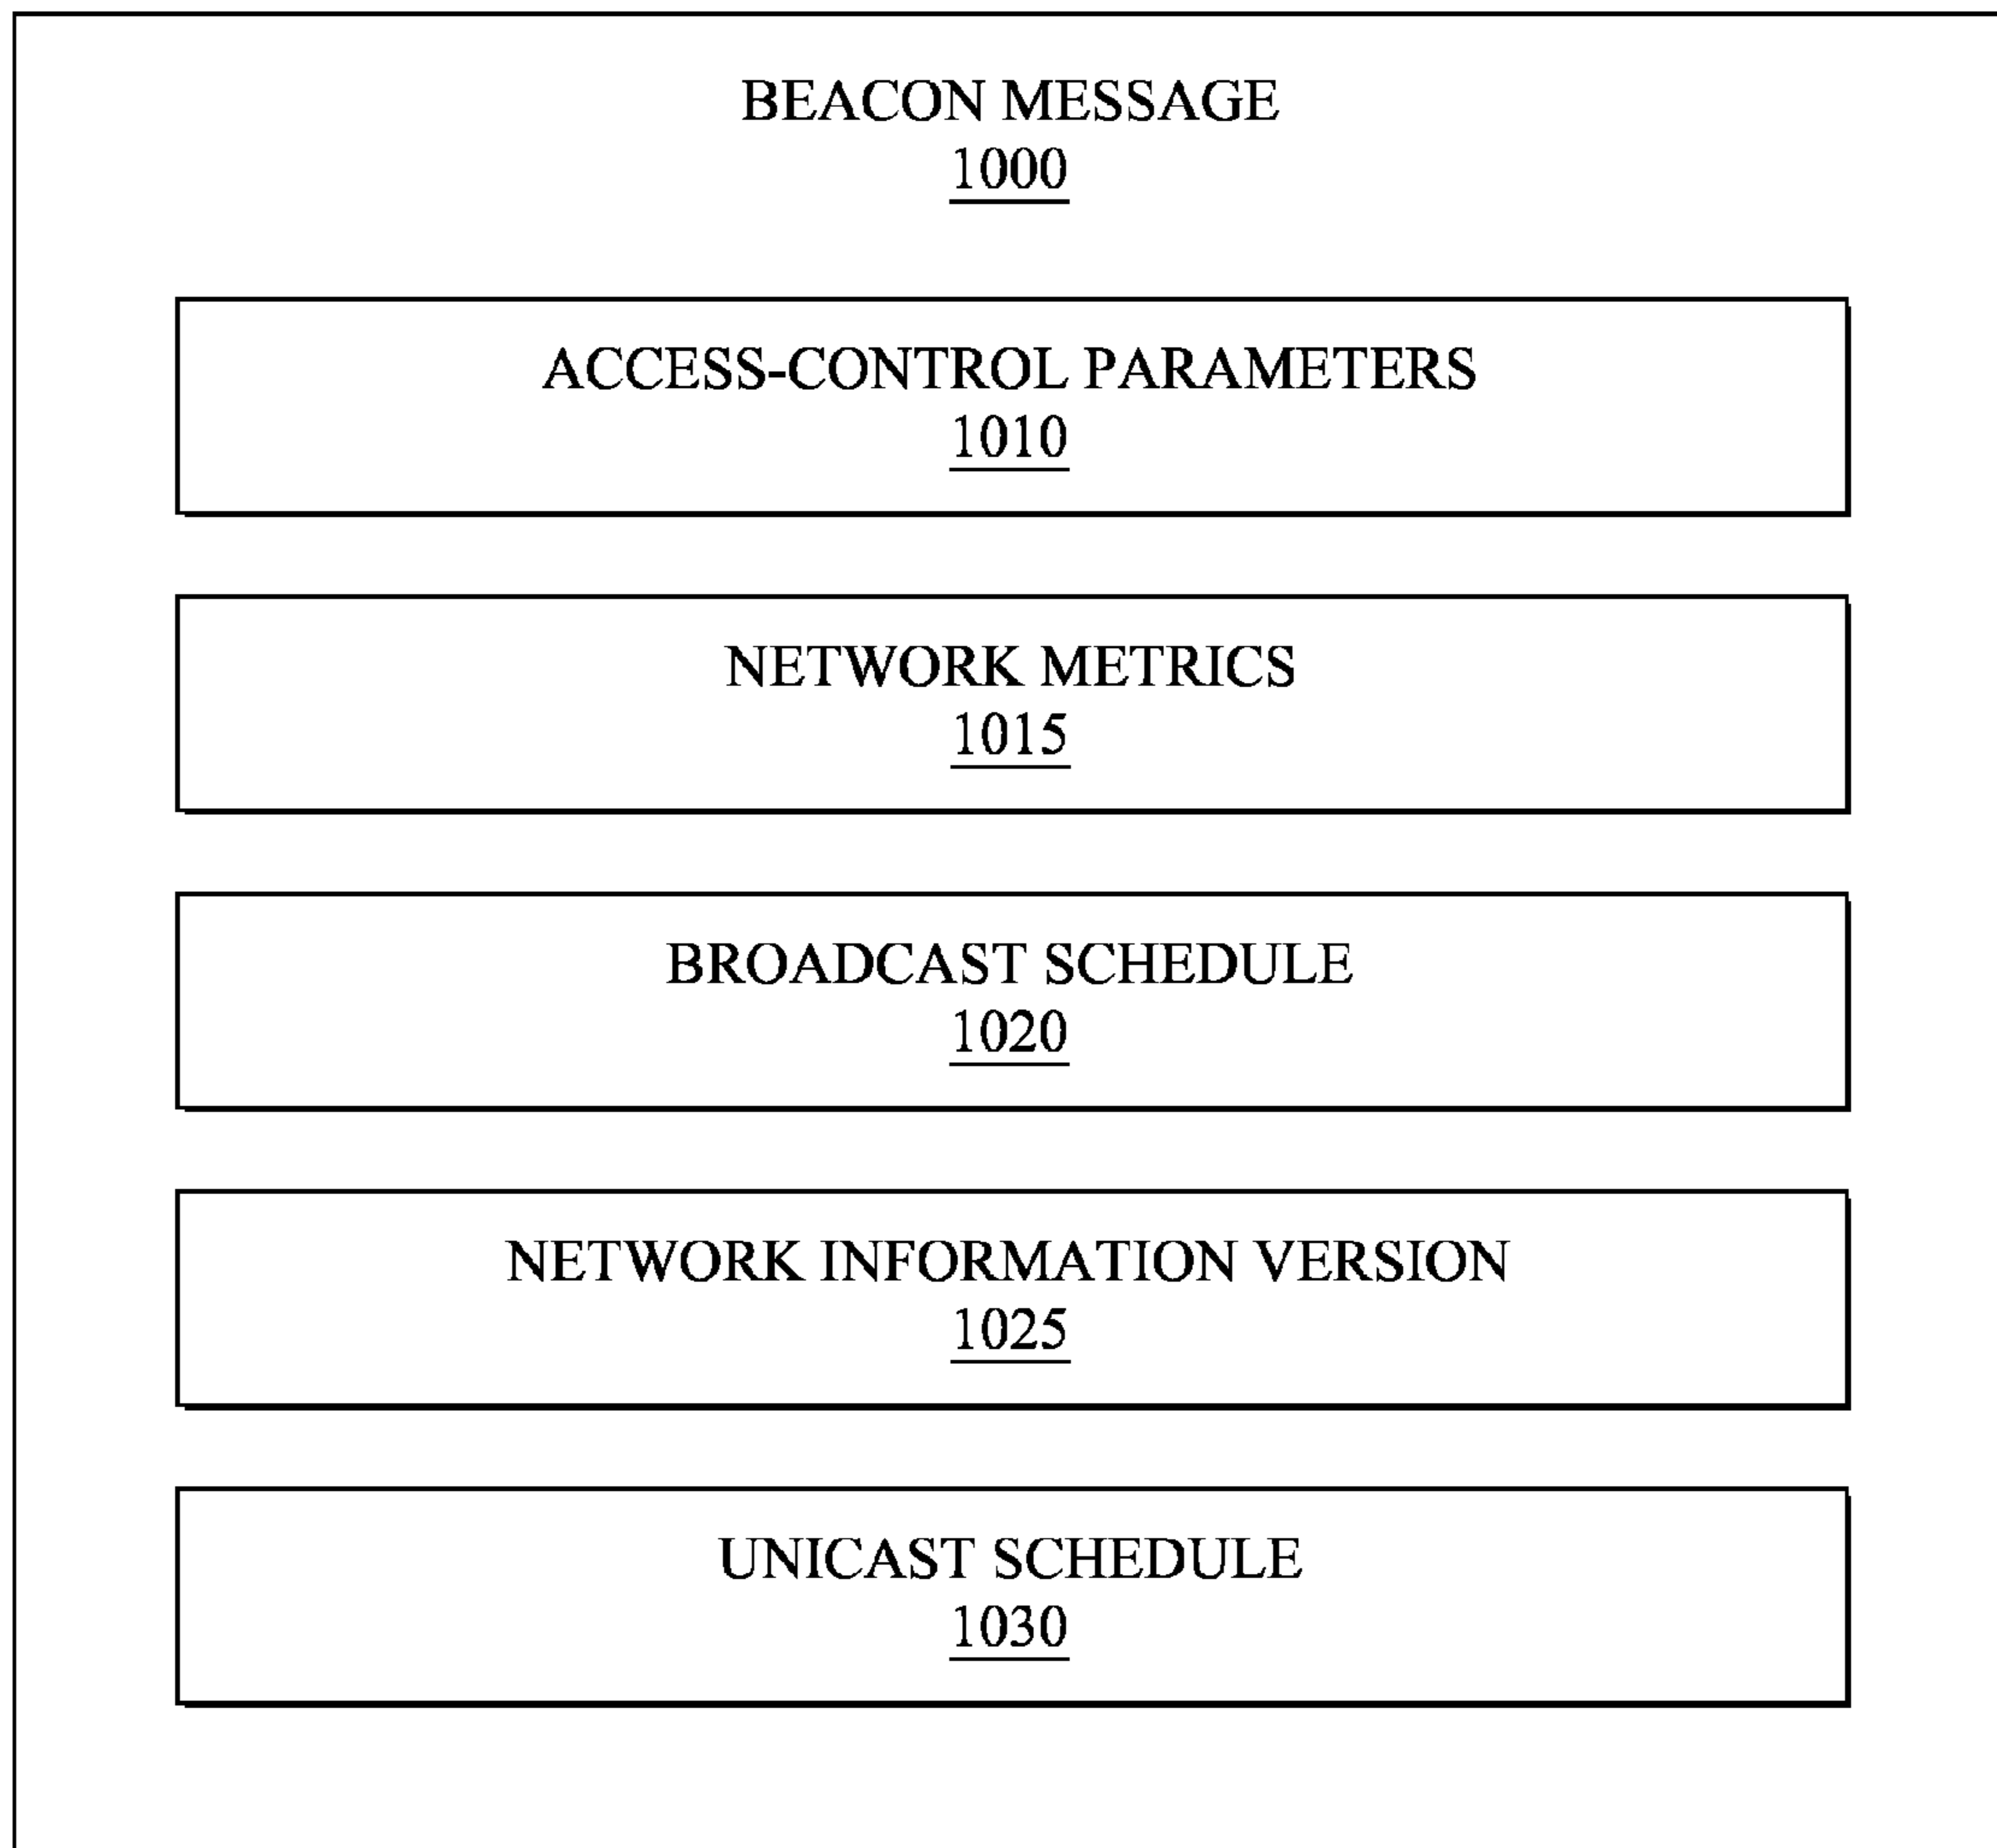 BEACON MESSAGE
1000
ACCESS-CONTROL PARAMETERS
1010
NETWORK METRICS
1015
BROADCAST SCHEDULE
1020
NETWORK INFORMATION VERSION
1025
UNICAST SCHEDULE
1030